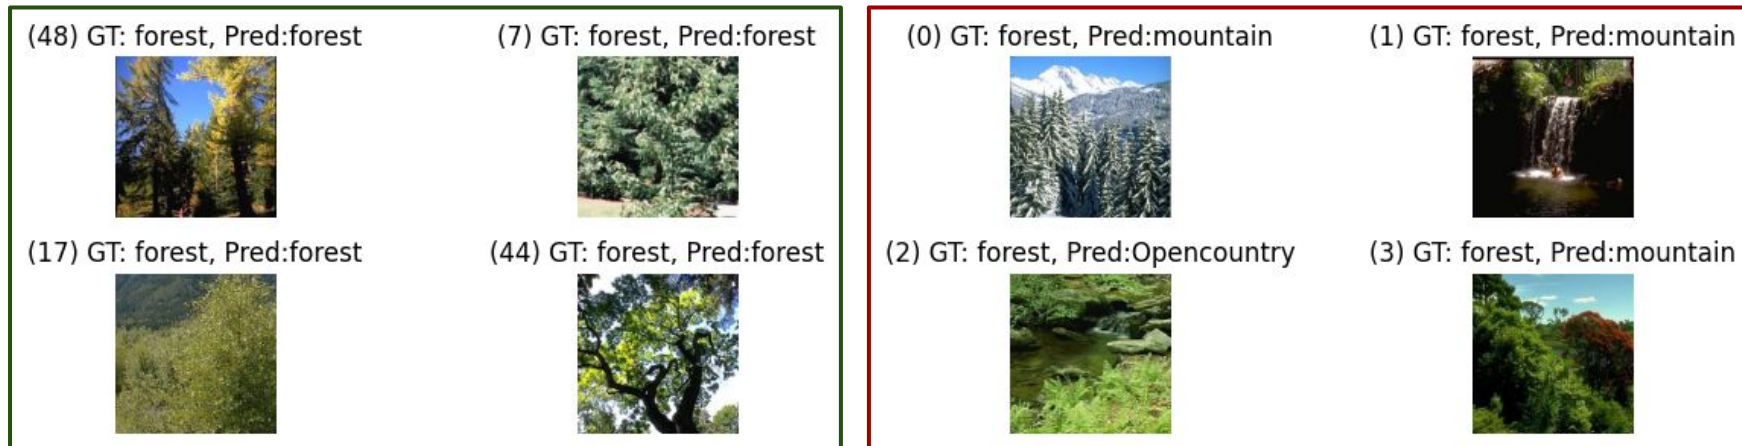 (48) GT: forest, Pred:forest
(7) GT: forest, Pred:forest
(17) GT: forest, Pred:forest
(44) GT: forest, Pred:forest
(0) GT: forest, Pred:mountain
(1) GT: forest, Pred:mountain
(2) GT: forest, Pred:Opencountry
(3) GT: forest, Pred:mountain